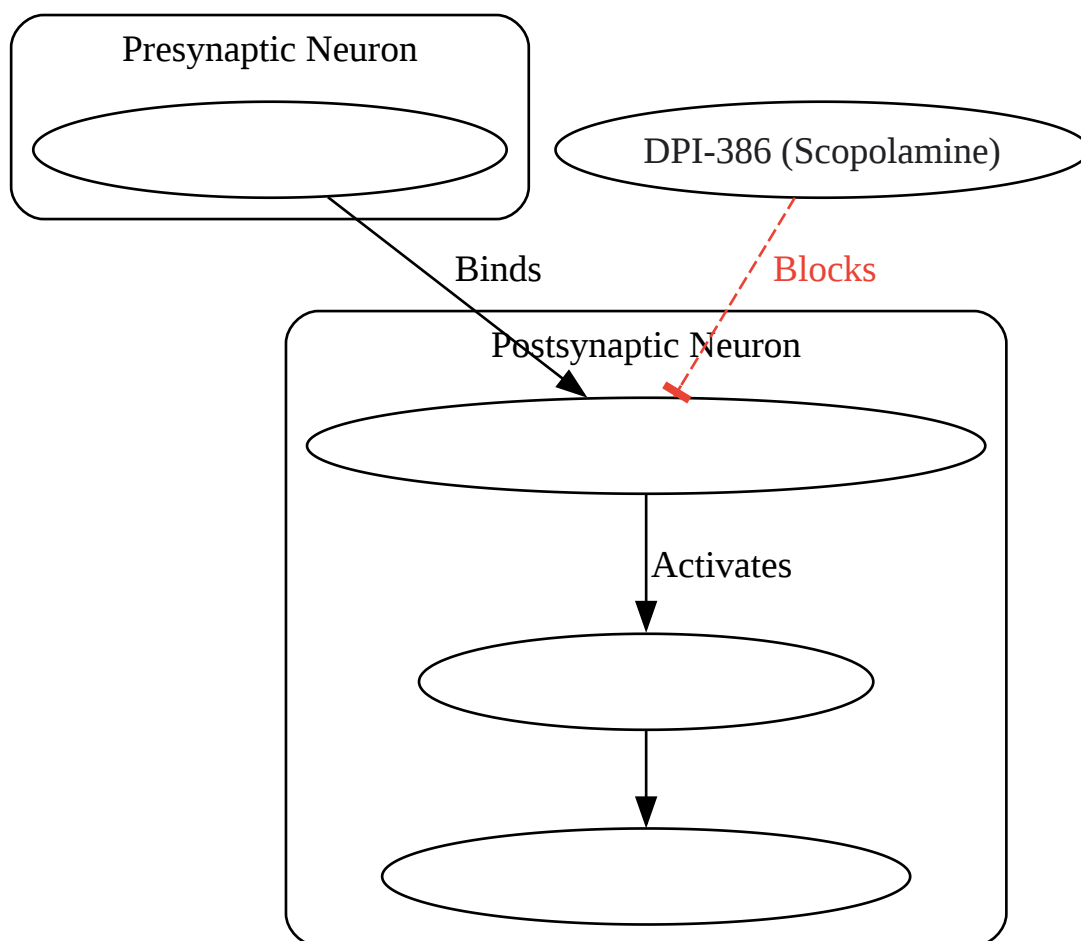 Presynaptic Neuron
DPI-386 (Scopolamine)
Binds
Blocks
Postsynaptic Neuron
Activates